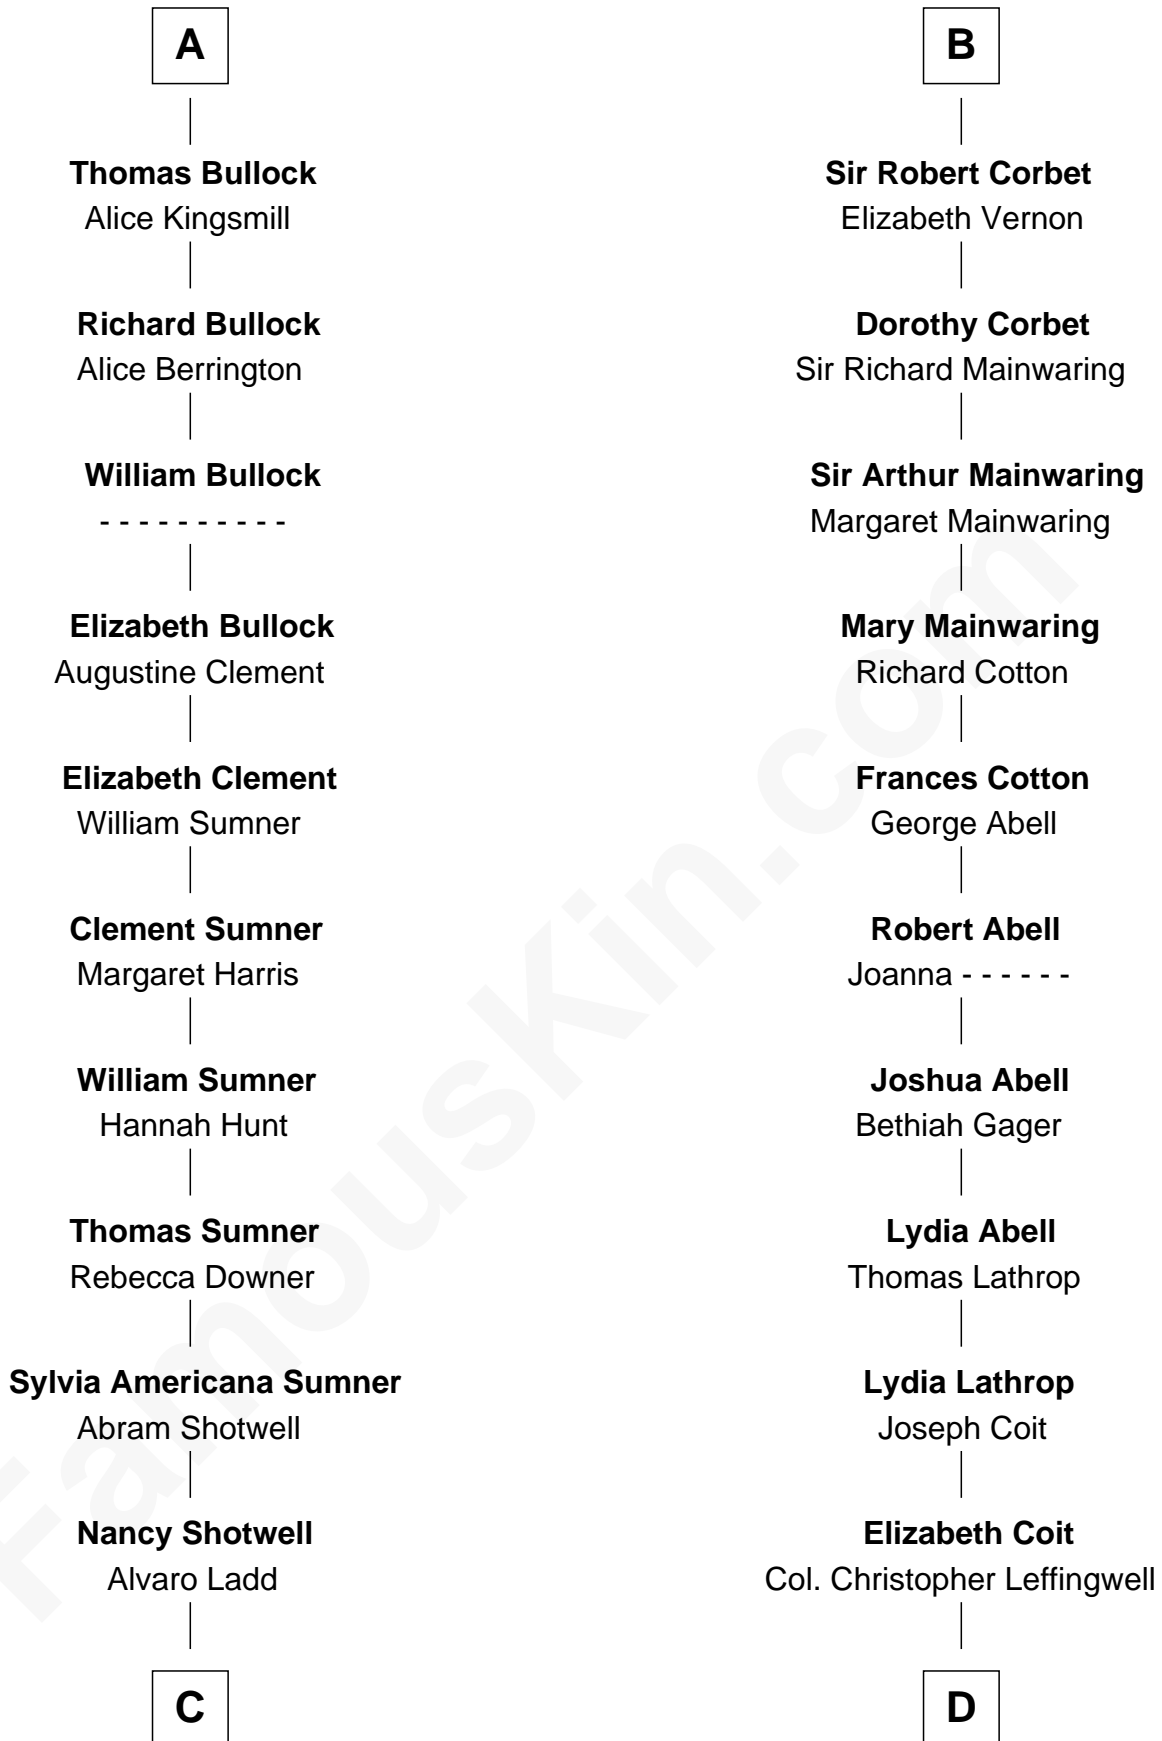 A
Thomas Bullock
Alice Kingsmill
Richard Bullock
Alice Berrington
William Bullock
- - - - - - - - - -
Elizabeth Bullock
Augustine Clement
Elizabeth Clement
William Sumner
Clement Sumner
Margaret Harris
William Sumner
Hannah Hunt
Thomas Sumner
Rebecca Downer
Sylvia Americana Sumner
Abram Shotwell
Nancy Shotwell
Alvaro Ladd
C
B
Sir Robert Corbet
Elizabeth Vernon
Dorothy Corbet
Sir Richard Mainwaring
Sir Arthur Mainwaring
Margaret Mainwaring
Mary Mainwaring
Richard Cotton
Frances Cotton
George Abell
Robert Abell
Joanna - - - - - -
Joshua Abell
Bethiah Gager
Lydia Abell
Thomas Lathrop
Lydia Lathrop
Joseph Coit
Elizabeth Coit
Col. Christopher Leffingwell
D
FamousKin.com